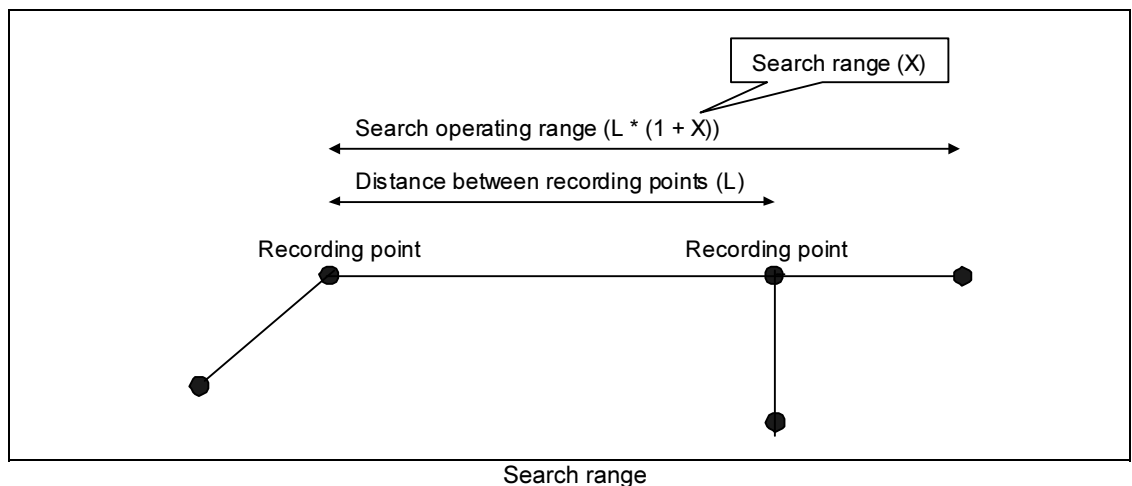 Search range (X)
Search operating range (L * (1 + X))
Distance between recording points (L)
Recording point
Recording point
Search range